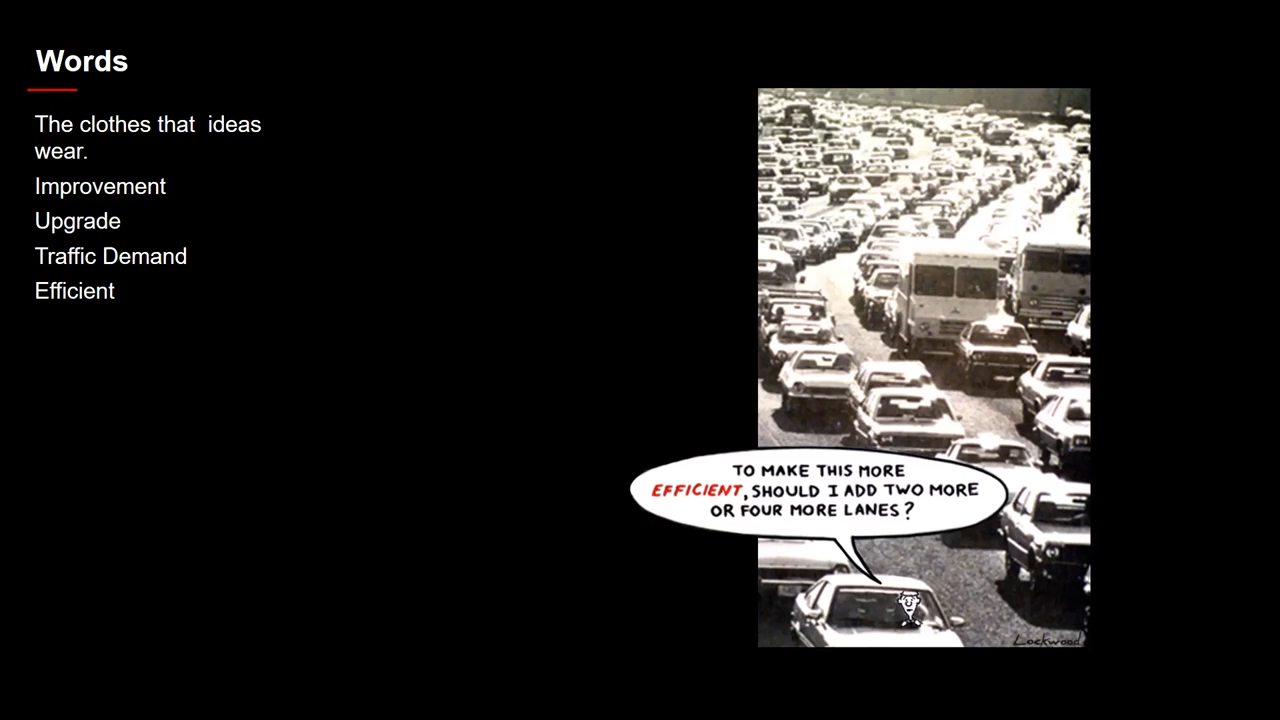 Words
The clothes that  ideas
wear.
Improvement
Upgrade
Traffic Demand
Efficient
TO MAKE THIS MORE
EFFICIENT, SHOULD I ADD TWO MORE
OR FOUR MORE LANES?
Lockwood